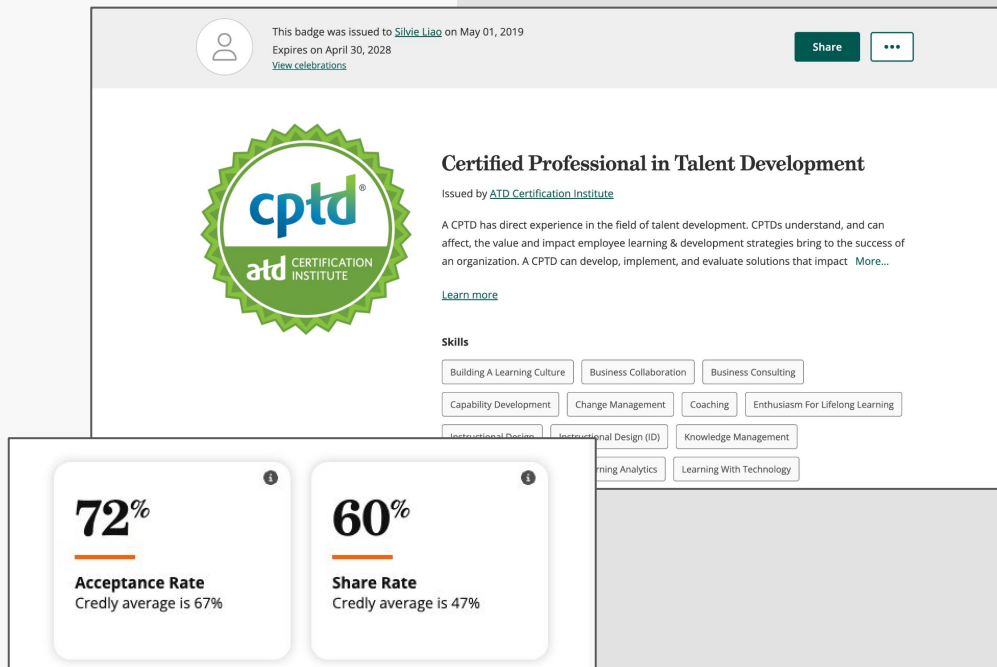 This badge was issued to Silvie Liao on May 01, 2019
Expires on April 30, 2028
View celebrations
Share
•••
cptd®
atd CERTIFICATION
INSTITUTE
Certified Professional in Talent Development
Issued by ATD Certification Institute
A CPTD has direct experience in the field of talent development. CPTDs understand, and can
affect, the value and impact employee learning & development strategies bring to the success of
an organization. A CPTD can develop, implement, and evaluate solutions that impact More...
Learn more
Skills
Building A Learning Culture Business Collaboration Business Consulting
Capability Development Change Management Coaching Enthusiasm For Lifelong Learning
Instructional Design Instructional Design (ID) Knowledge Management
Analytics Learning With Technology
72%
Acceptance Rate
Credly average is 67%
60%
Share Rate
Credly average is 47%